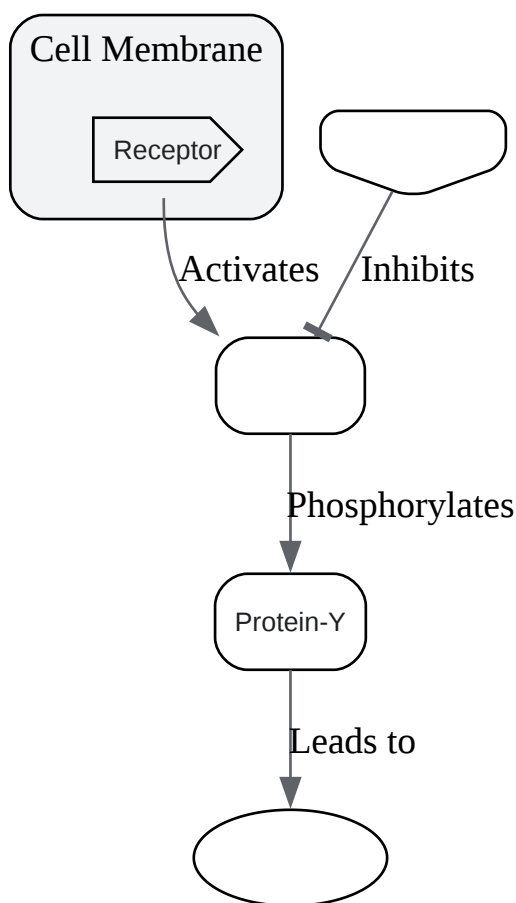 Cell Membrane
Receptor
Activates
Inhibits
Phosphorylates
Protein-Y
Leads to